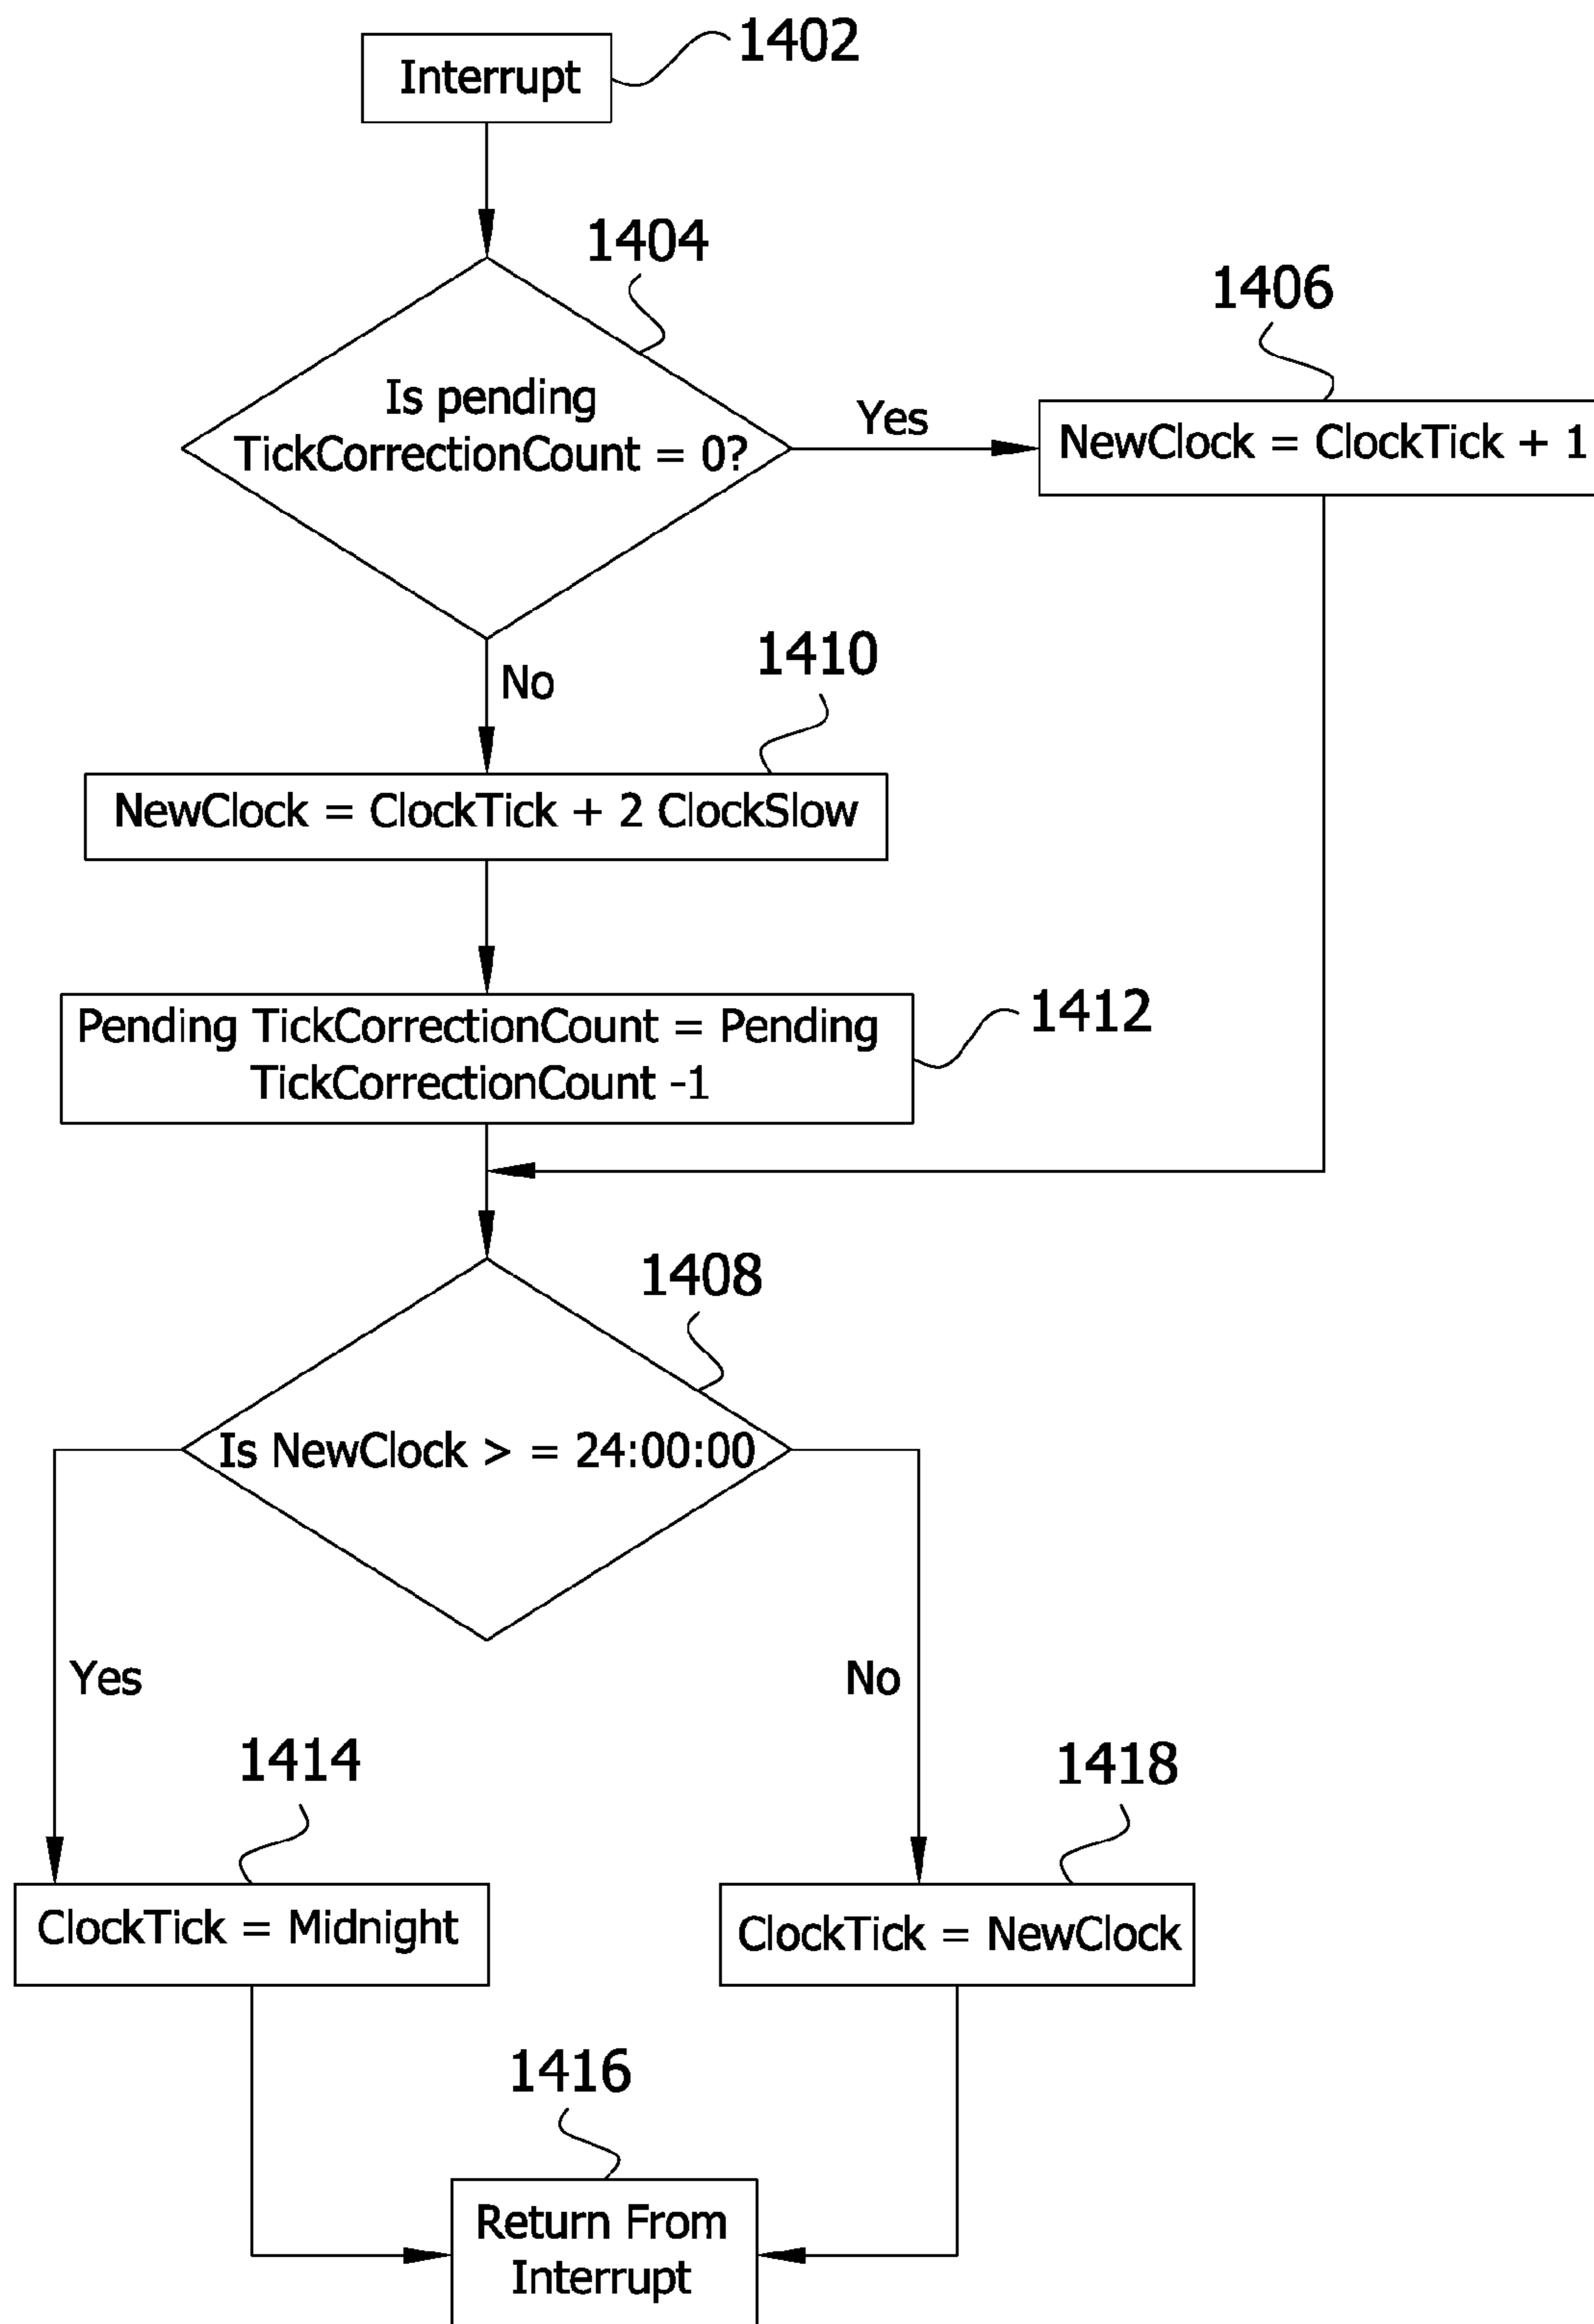 1402
Interrupt
1404
1406
Is pending
TickCorrectionCount = 0?
Yes
NewClock = ClockTick + 1
No
1410
NewClock = ClockTick + 2 ClockSlow
Pending TickCorrectionCount = Pending
TickCorrectionCount -1
1412
1408
Is NewClock > = 24:00:00
Yes
No
1414
1418
ClockTick = Midnight
ClockTick = NewClock
1416
Return From
Interrupt